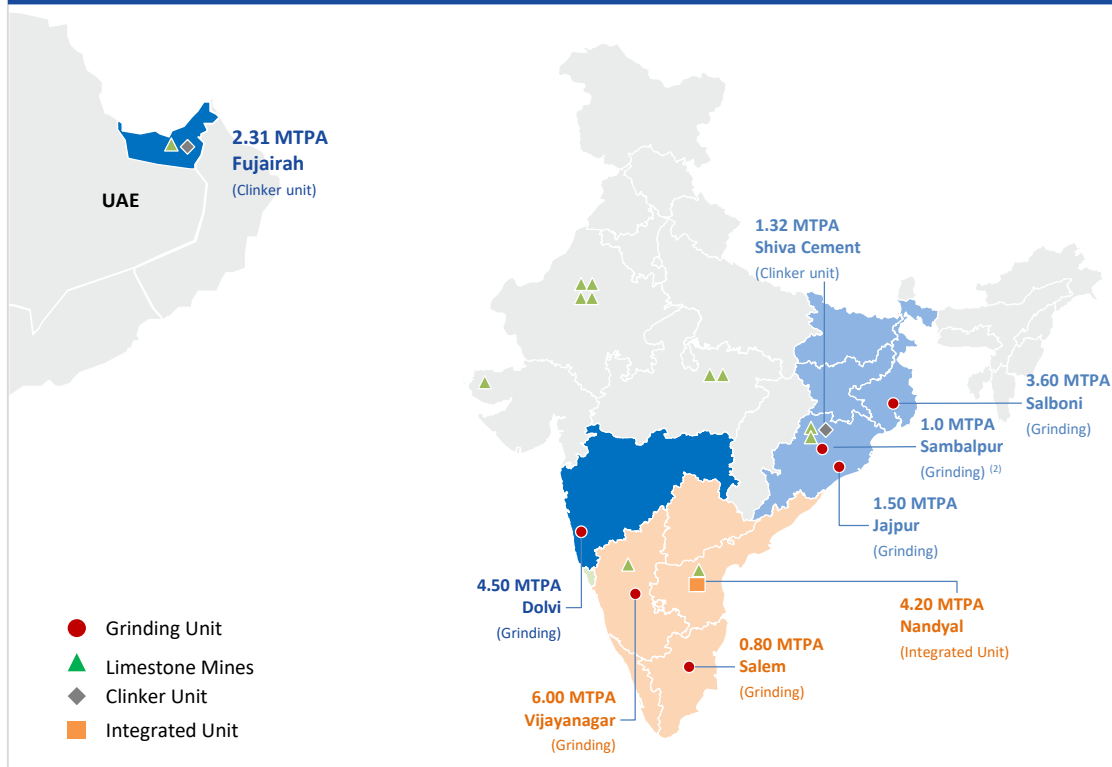 2.31 MTPA
Fujairah
(Clinker unit)
UAE
1.32 MTPA
Shiva Cement
(Clinker unit)
3.60 MTPA
Salboni
(Grinding)
1.0 MTPA
Sambalpur
(Grinding) (2)
1.50 MTPA
Jajpur
(Grinding)
4.50 MTPA
Dolvi
(Grinding)
4.20 MTPA
Nandyal
(Integrated Unit)
0.80 MTPA
Salem
(Grinding)
6.00 MTPA
Vijayanagar
(Grinding)
Grinding Unit
Limestone Mines
Clinker Unit
Integrated Unit